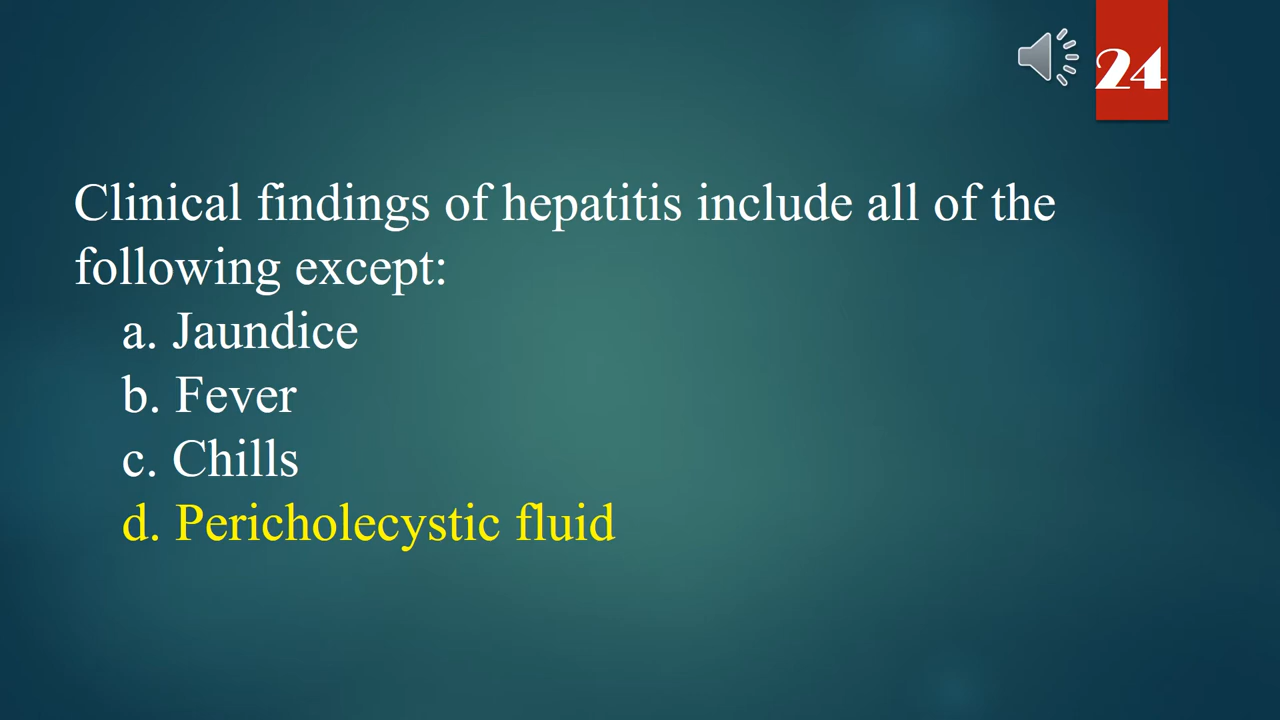 24
Clinical findings of hepatitis include all of the
following except:
a. Jaundice
b. Fever
c. Chills
d. Pericholecystic fluid